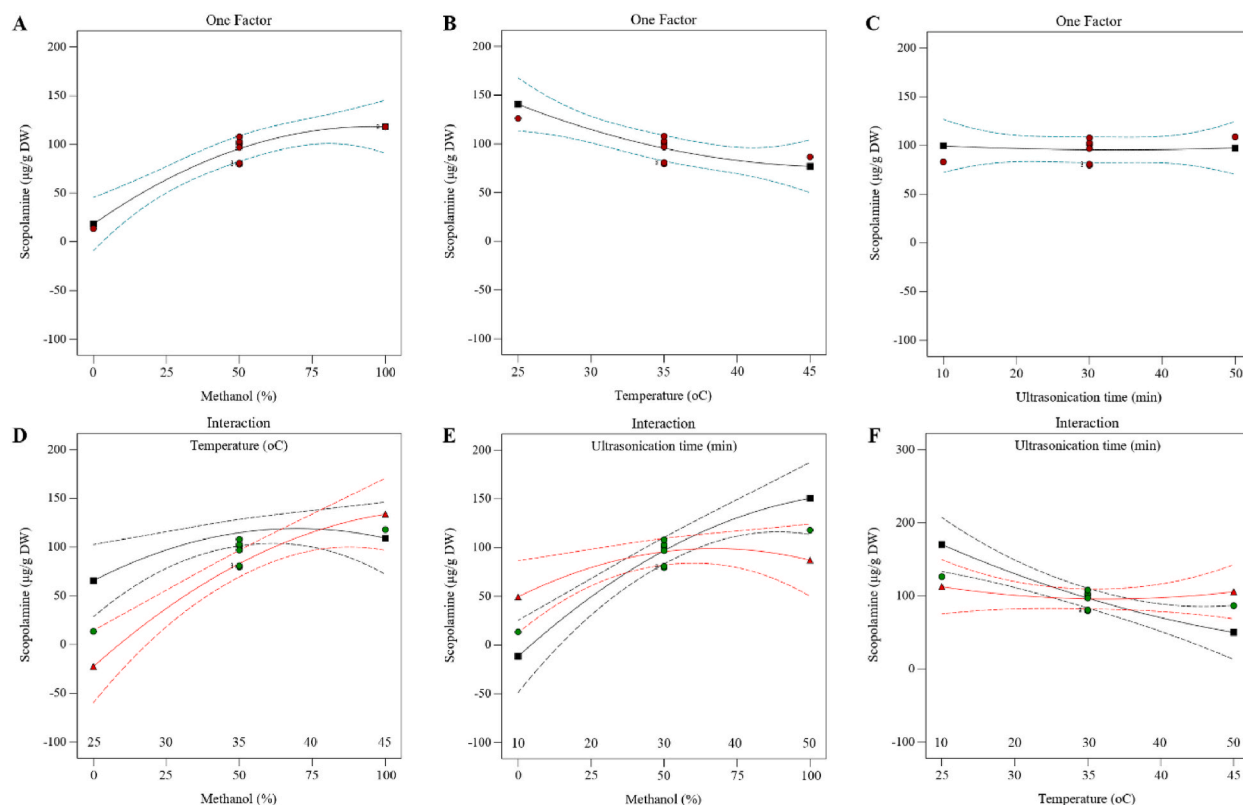 A
One Factor
200
150
100
50
0
-50
-100
Scopolamine (µg/g DW)
0 25 50 75 100
Methanol (%)
B
One Factor
200
150
100
50
0
-50
-100
Scopolamine (µg/g DW)
25 30 35 40 45
Temperature (oC)
C
One Factor
200
150
100
50
0
-50
-100
Scopolamine (µg/g DW)
10 20 30 40 50
Ultrasonication time (min)
D
Interaction
Temperature (oC)
200
150
100
50
0
-50
-100
Scopolamine (µg/g DW)
25 30 35 40 45
0 25 50 75 100
Methanol (%)
E
Interaction
Ultrasonication time (min)
200
150
100
50
0
-50
-100
Scopolamine (µg/g DW)
10 20 30 40 50
0 25 50 75 100
Methanol (%)
F
Interaction
Ultrasonication time (min)
300
200
100
0
-100
Scopolamine (µg/g DW)
10 20 30 40 50
25 30 35 40 45
Temperature (oC)